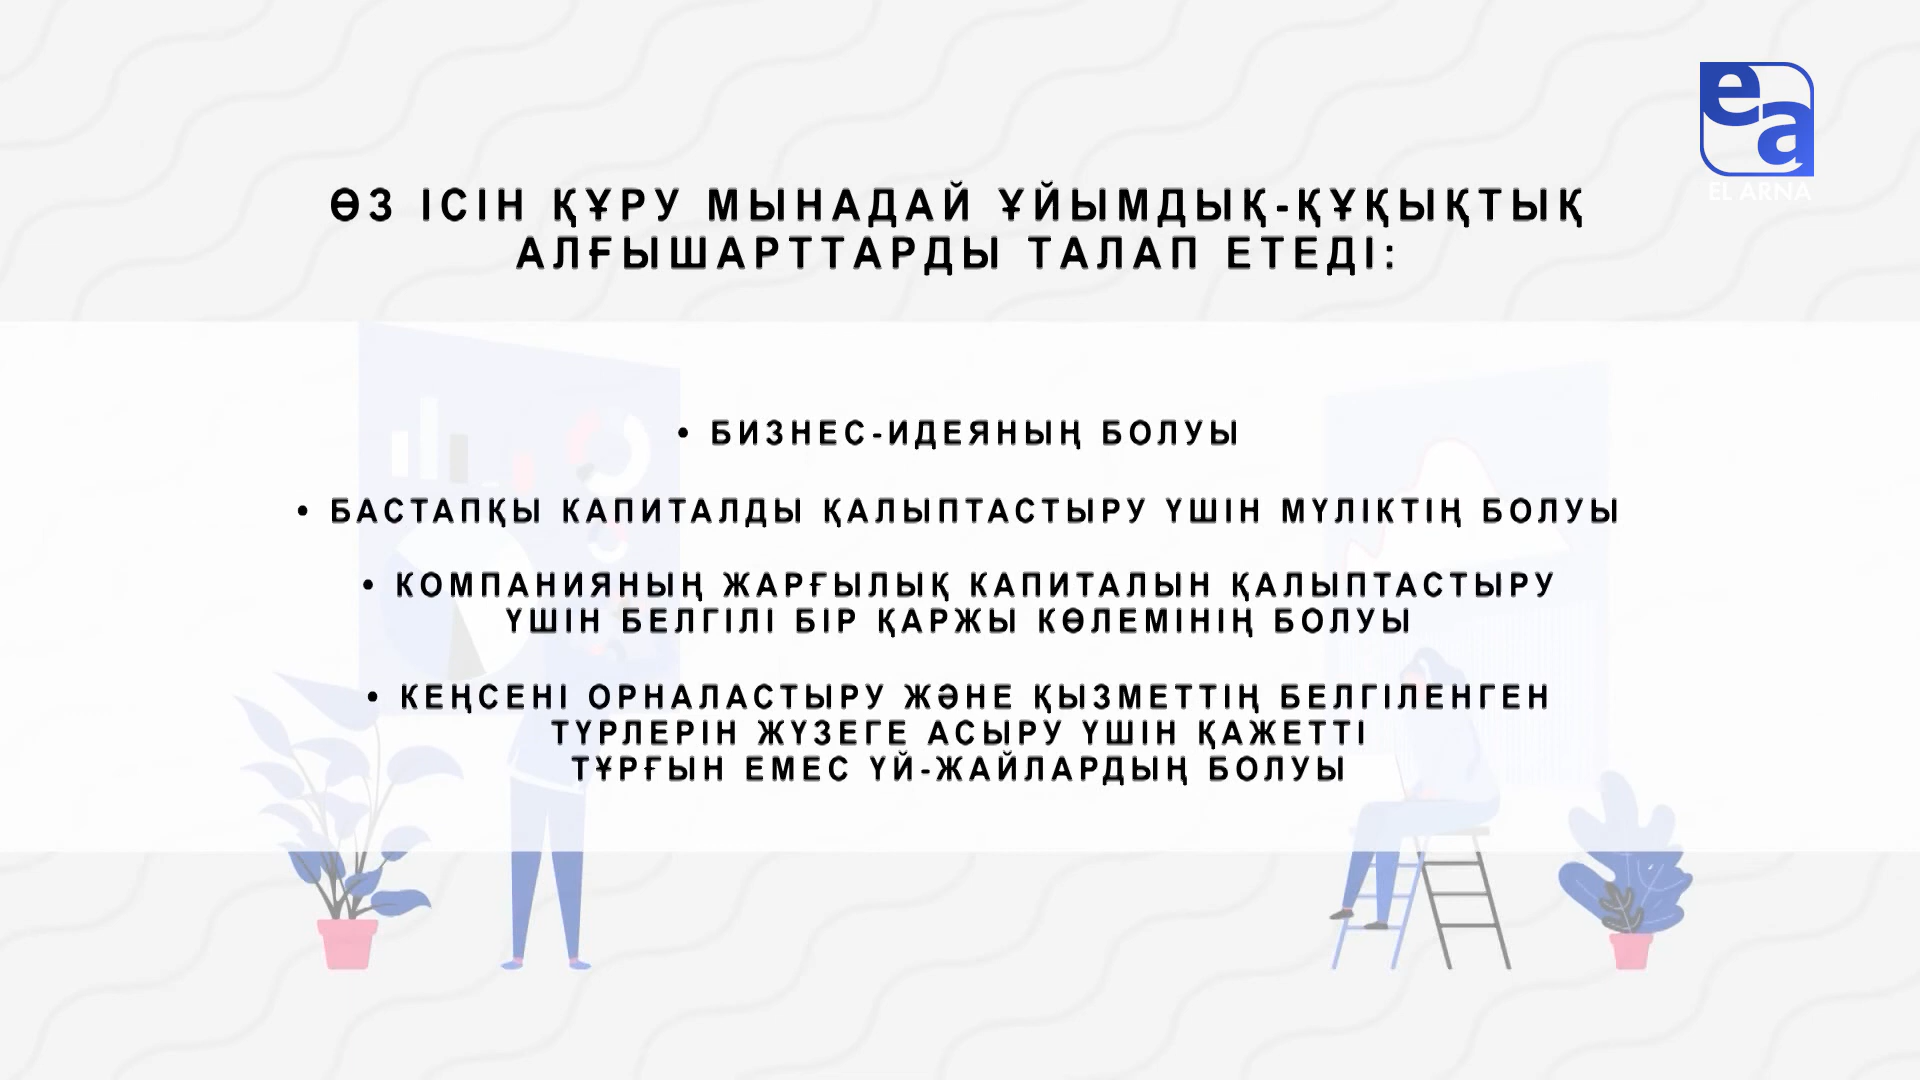 ea
EL ARNA
ӨЗ ІСІН ҚҰРУ МЫНАДАЙ ҰЙЫМДЫҚ-ҚҰҚЫҚТЫҚ
АЛҒЫШАРТТАРДЫ ТАЛАП ЕТЕДІ:
• БИЗНЕС-ИДЕЯНЫҢ БОЛУЫ
• БАСТАПҚЫ КАПИТАЛДЫ ҚАЛЫПТАСТЫРУ ҮШІН МҮЛІКТІҢ БОЛУЫ
• КОМПАНИЯНЫҢ ЖАРҒЫЛЫҚ КАПИТАЛЫН ҚАЛЫПТАСТЫРУ
ҮШІН БЕЛГІЛІ БІР ҚАРЖЫ КӨЛЕМІНІҢ БОЛУЫ
• КЕҢСЕНІ ОРНАЛАСТЫРУ ЖӘНЕ ҚЫЗМЕТТІҢ БЕЛГІЛЕНГЕН
ТҮРЛЕРІН ЖҮЗЕГЕ АСЫРУ ҮШІН ҚАЖЕТТІ
ТҰРҒЫН ЕМЕС ҮЙ-ЖАЙЛАРДЫҢ БОЛУЫ